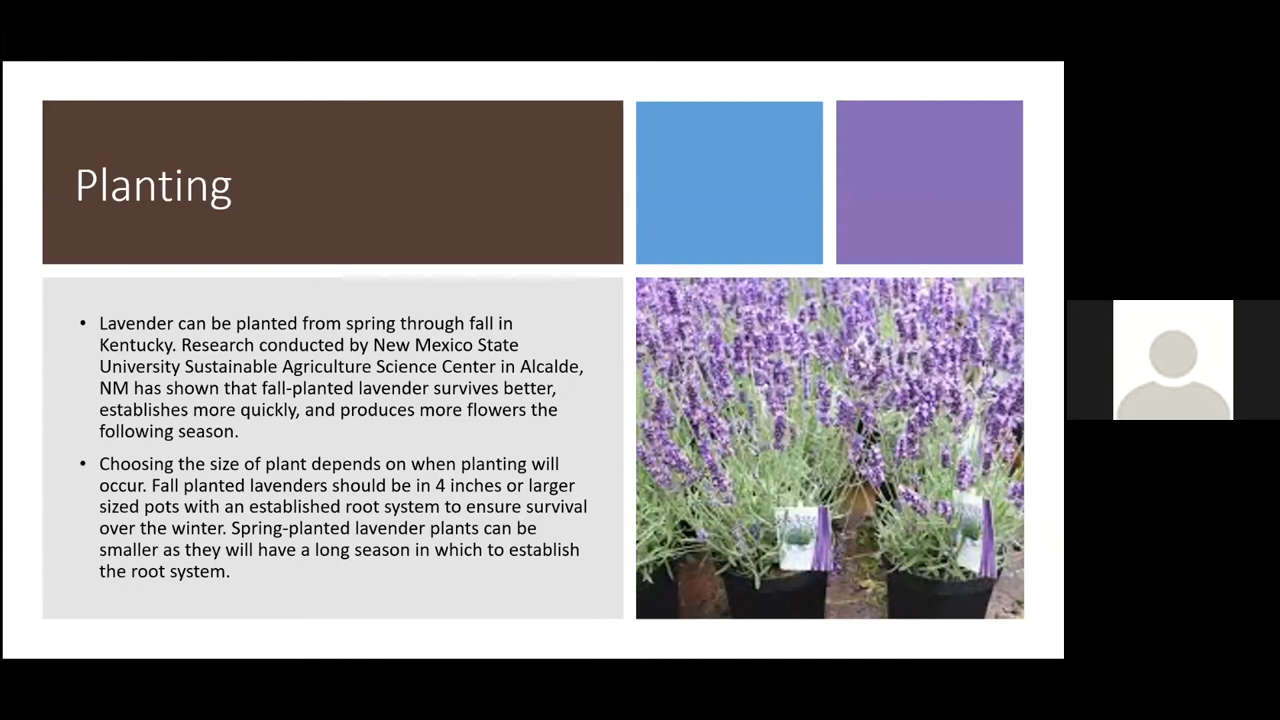 Planting
• Lavender can be planted from spring through fall in
Kentucky. Research conducted by New Mexico State
University Sustainable Agriculture Science Center in Alcalde,
NM has shown that fall-planted lavender survives better,
establishes more quickly, and produces more flowers the
following season.
• Choosing the size of plant depends on when planting will
occur. Fall planted lavenders should be in 4 inches or larger
sized pots with an established root system to ensure survival
over the winter. Spring-planted lavender plants can be
smaller as they will have a long season in which to establish
the root system.